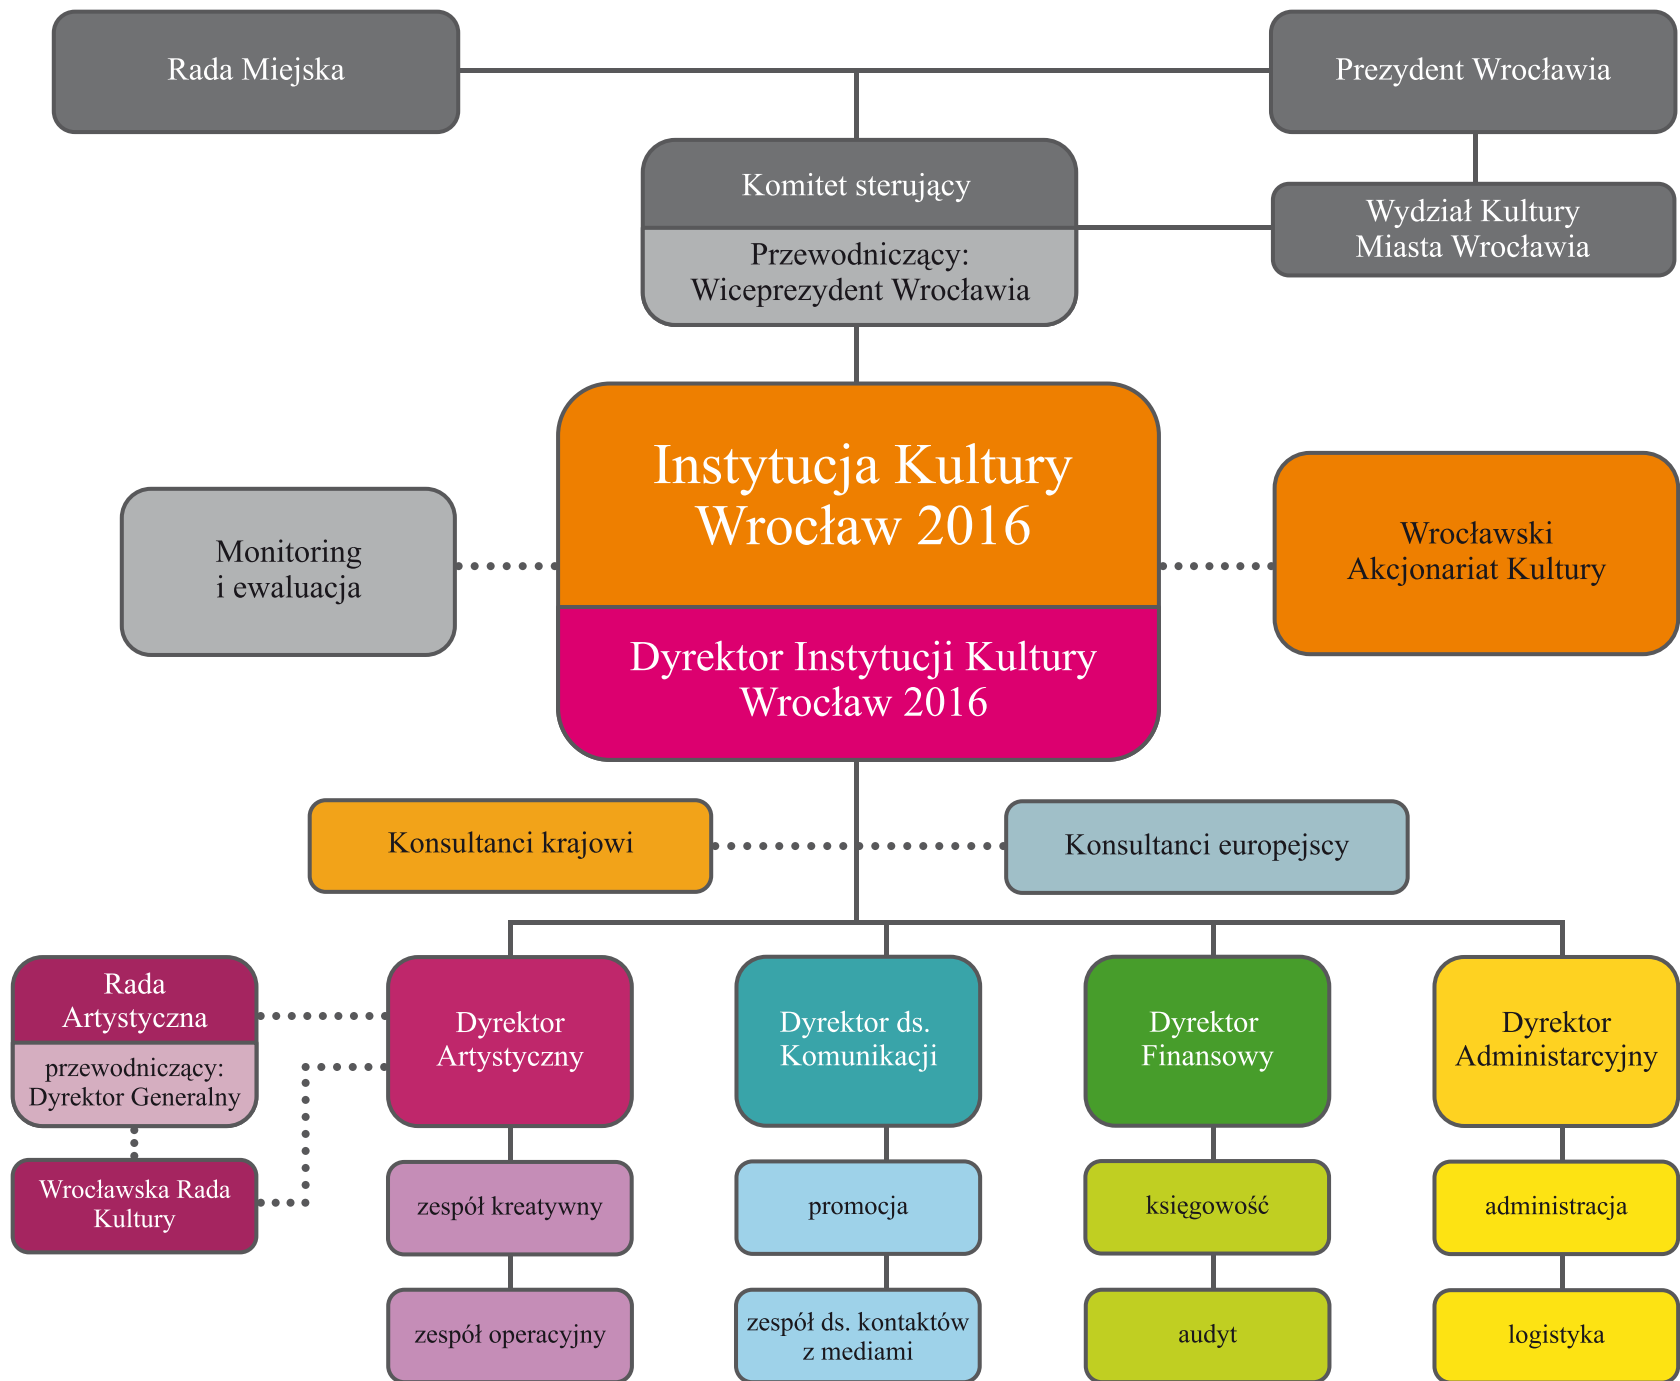 Rada Miejska
Prezydent Wrocławia
Komitet sterujący
Przewodniczący:
Wiceprezydent Wrocławia
Wydział Kultury
Miasta Wrocławia
Instytucja Kultury
Wrocław 2016
Dyrektor Instytucji Kultury
Wrocław 2016
Monitoring
i ewaluacja
Wrocławski
Akcjonariat Kultury
Konsultanci krajowi
Konsultanci europejscy
Rada
Artystyczna
przewodniczący:
Dyrektor Generalny
Wrocławska Rada
Kultury
Dyrektor
Artystyczny
zespół kreatywny
zespół operacyjny
Dyrektor ds.
Komunikacji
promocja
zespół ds. kontaktów
z mediami
Dyrektor
Finansowy
księgowość
audyt
Dyrektor
Administarcyjny
administracja
logistyka